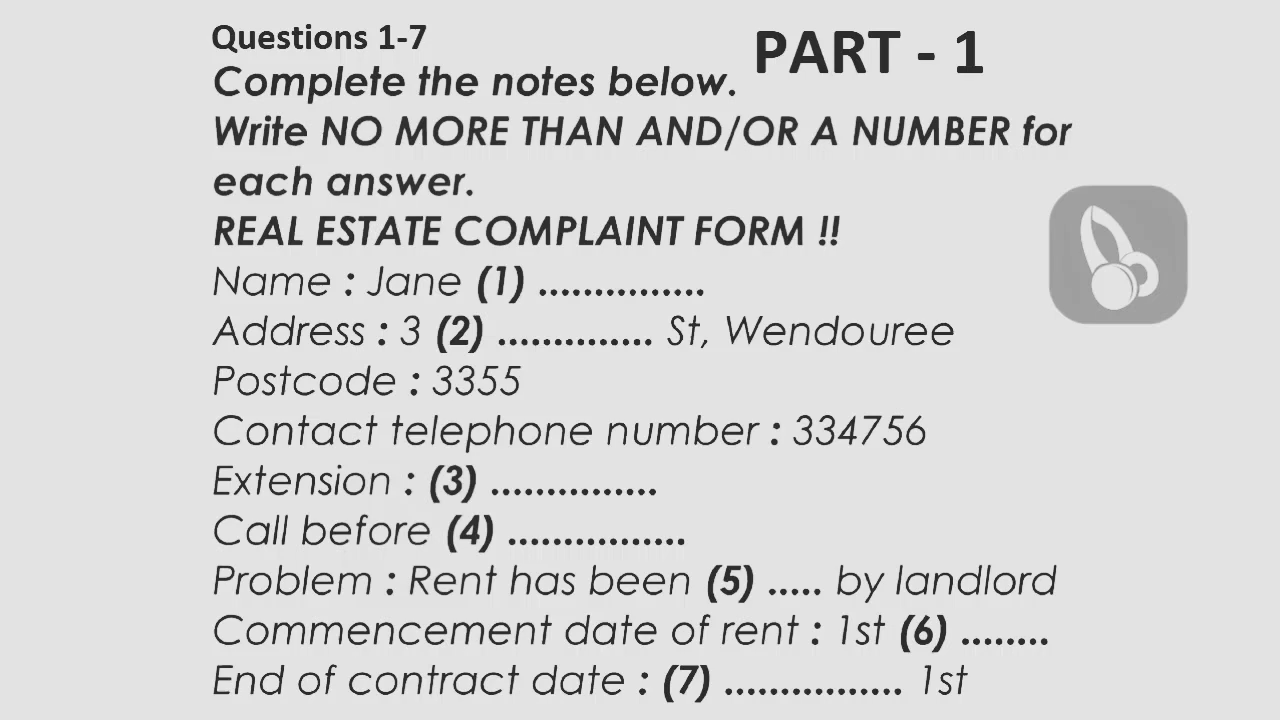 Questions 1-7
PART - 1
Complete the notes below.
Write NO MORE THAN AND/OR A NUMBER for
each answer.
REAL ESTATE COMPLAINT FORM !!
Name : Jane (1) ...............
Address : 3 (2) .............. St, Wendouree
Postcode : 3355
Contact telephone number : 334756
Extension : (3) ...............
Call before (4) ................
Problem : Rent has been (5) ..... by landlord
Commencement date of rent : 1st (6) ........
End of contract date : (7) ................ 1st